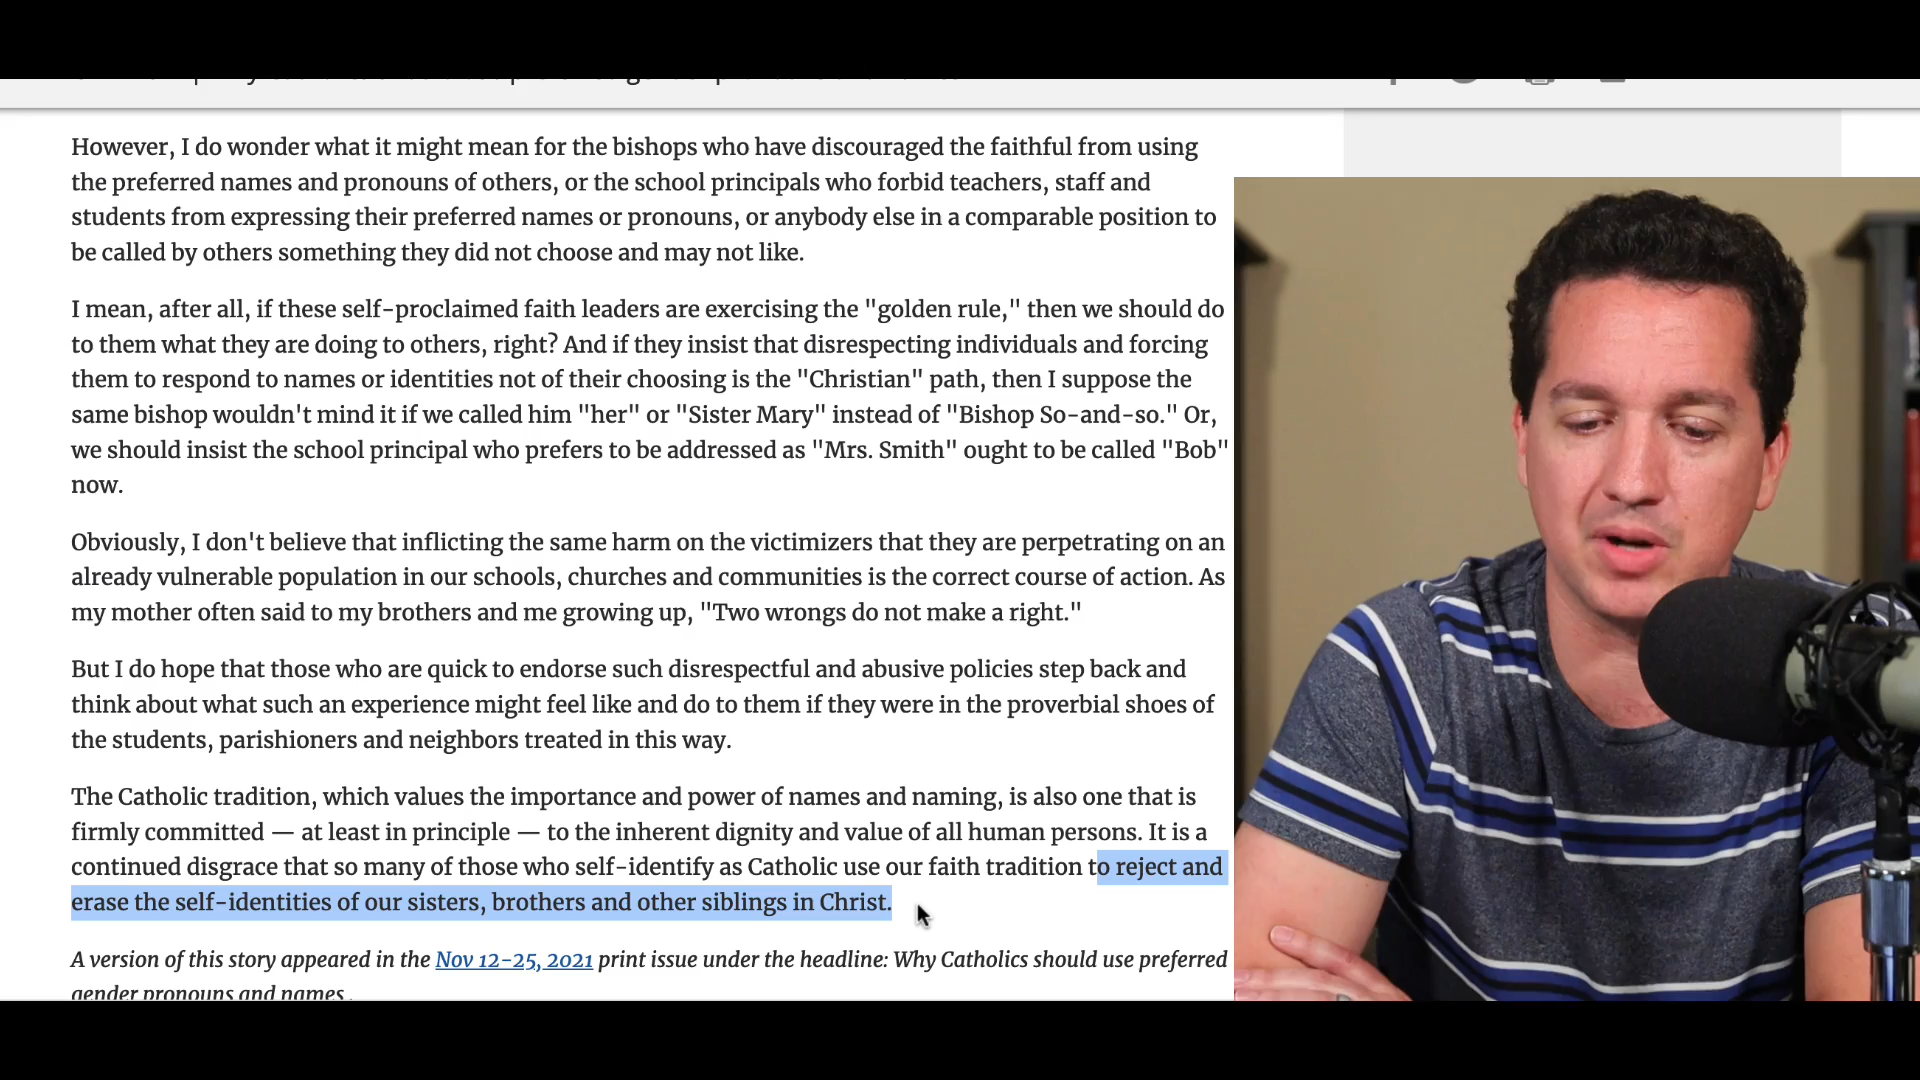 However, I do wonder what it might mean for the bishops who have discouraged the faithful from using
the preferred names and pronouns of others, or the school principals who forbid teachers, staff and
students from expressing their preferred names or pronouns, or anybody else in a comparable position to
be called by others something they did not choose and may not like.
I mean, after all, if these self-proclaimed faith leaders are exercising the "golden rule," then we should do
to them what they are doing to others, right? And if they insist that disrespecting individuals and forcing
them to respond to names or identities not of their choosing is the "Christian" path, then I suppose the
same bishop wouldn't mind it if we called him "her" or "Sister Mary" instead of "Bishop So-and-so." Or,
we should insist the school principal who prefers to be addressed as "Mrs. Smith" ought to be called "Bob"
now.
Obviously, I don't believe that inflicting the same harm on the victimizers that they are perpetrating on an
already vulnerable population in our schools, churches and communities is the correct course of action. As
my mother often said to my brothers and me growing up, "Two wrongs do not make a right."
But I do hope that those who are quick to endorse such disrespectful and abusive policies step back and
think about what such an experience might feel like and do to them if they were in the proverbial shoes of
the students, parishioners and neighbors treated in this way.
The Catholic tradition, which values the importance and power of names and naming, is also one that is
firmly committed — at least in principle — to the inherent dignity and value of all human persons. It is a
continued disgrace that so many of those who self-identify as Catholic use our faith tradition to reject and
erase the self-identities of our sisters, brothers and other siblings in Christ.
A version of this story appeared in the Nov 12-25, 2021 print issue under the headline: Why Catholics should use preferred
gender pronouns and names .